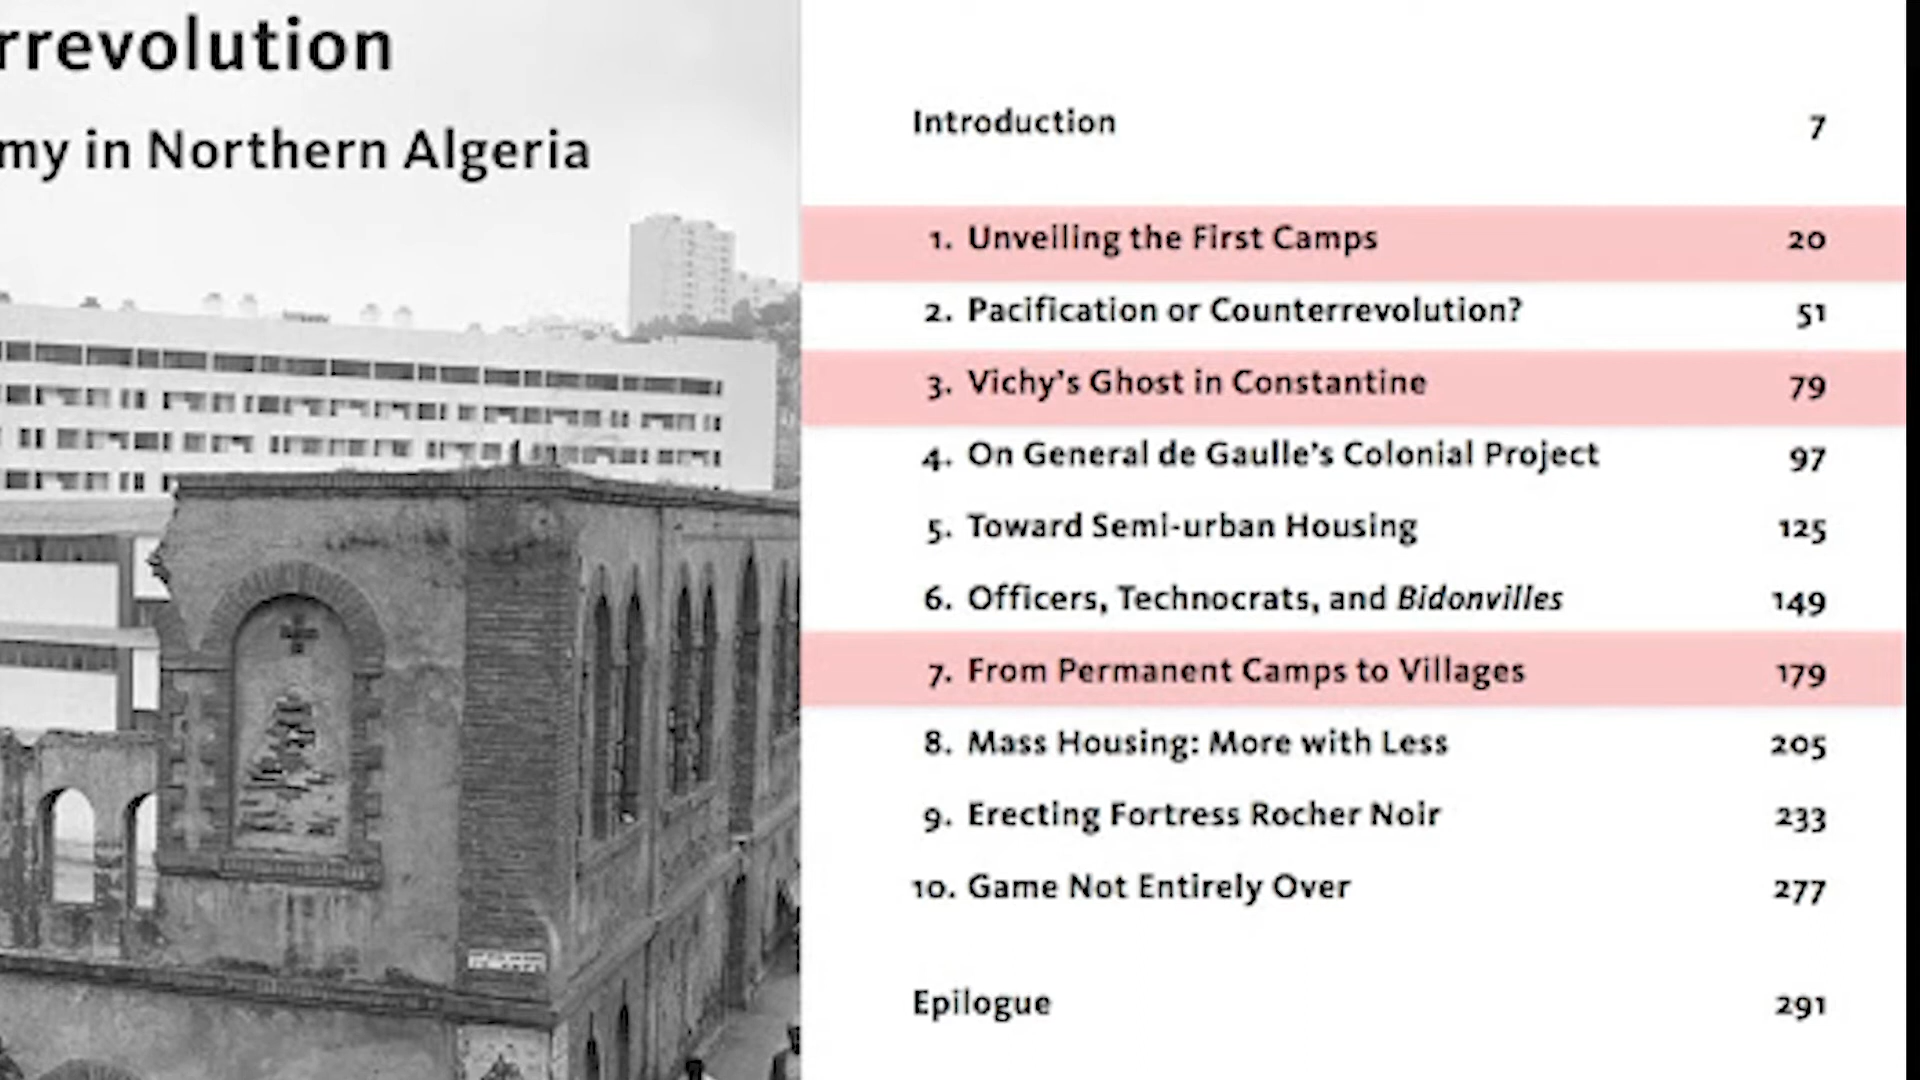 rrevolution
my in Northern Algeria
Introduction 7
1. Unveiling the First Camps 20
2. Pacification or Counterrevolution? 51
3. Vichy's Ghost in Constantine 79
4. On General de Gaulle's Colonial Project 97
5. Toward Semi-urban Housing 125
6. Officers, Technocrats, and Bidonvilles 149
7. From Permanent Camps to Villages 179
8. Mass Housing: More with Less 205
9. Erecting Fortress Rocher Noir 233
10. Game Not Entirely Over 277
Epilogue 291